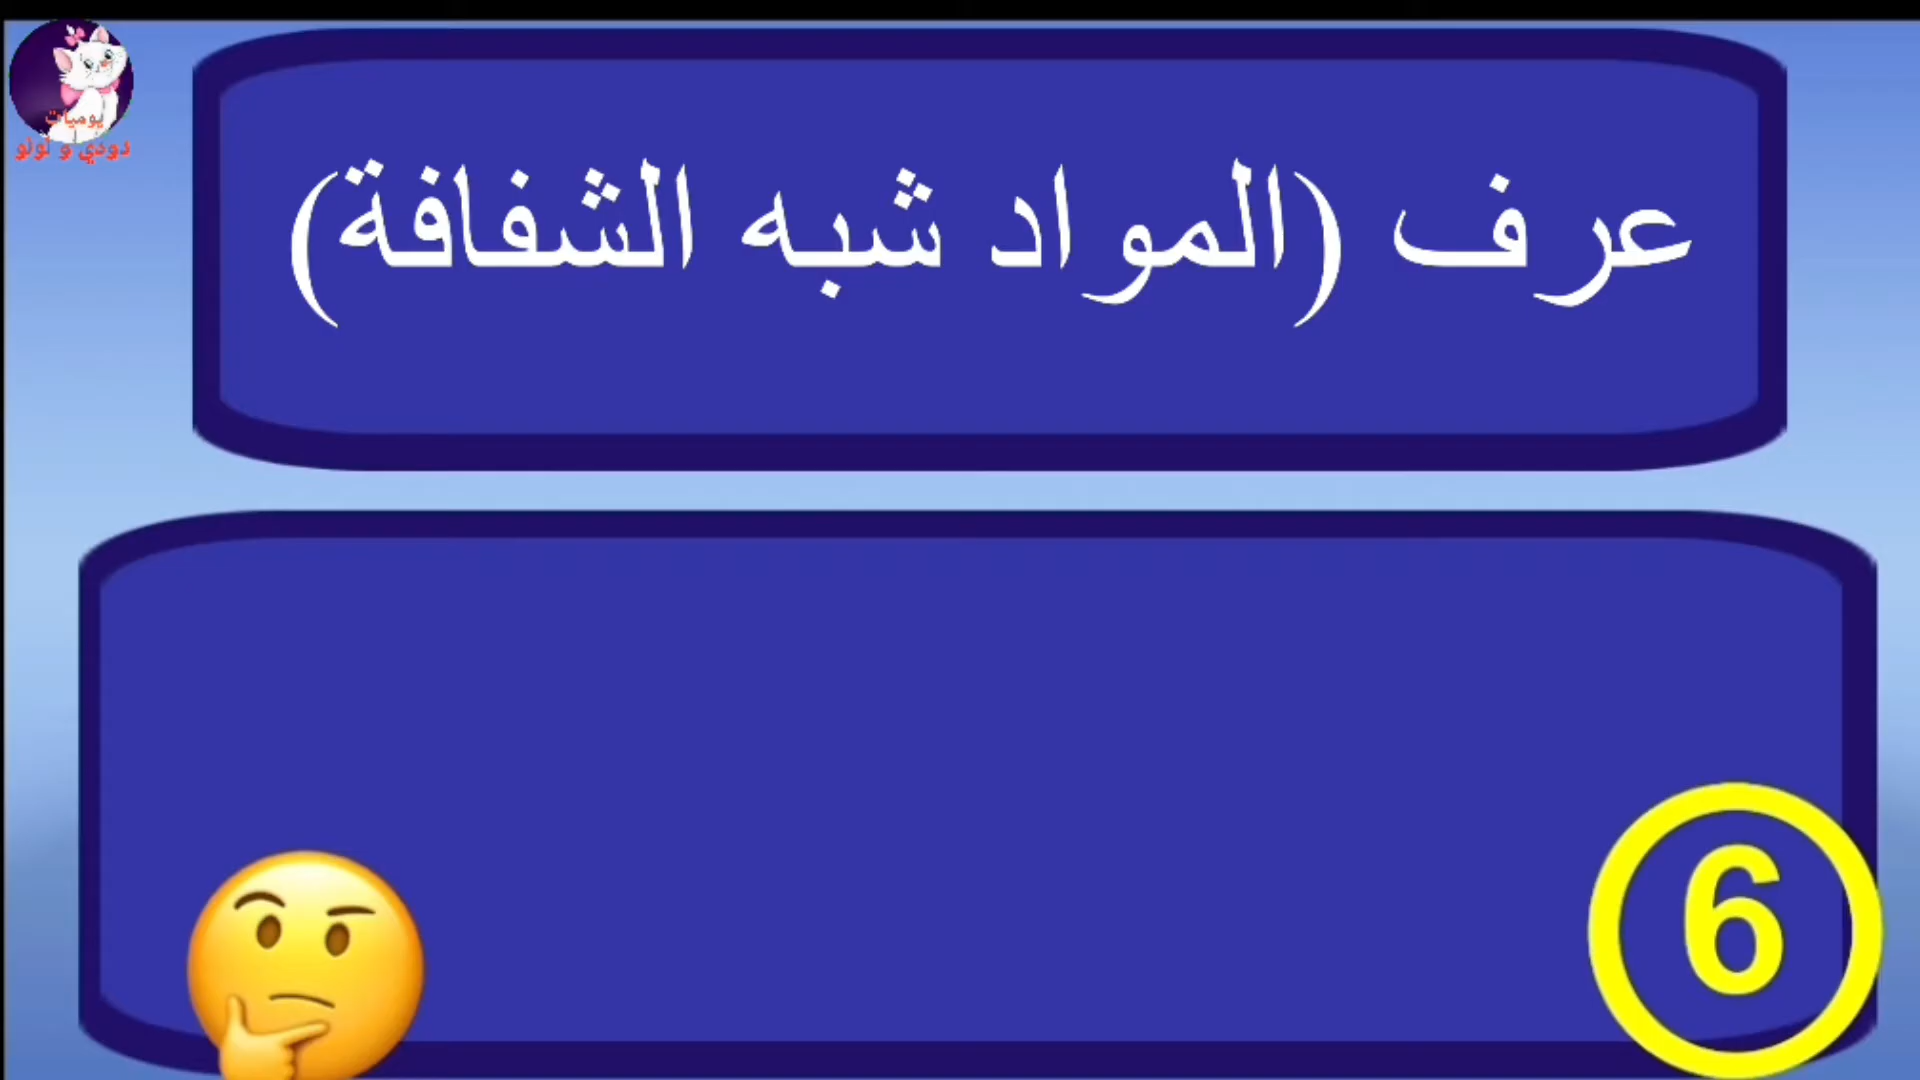 يوميات
دودي و لولو
عرف (المواد شبه الشفافة)
6